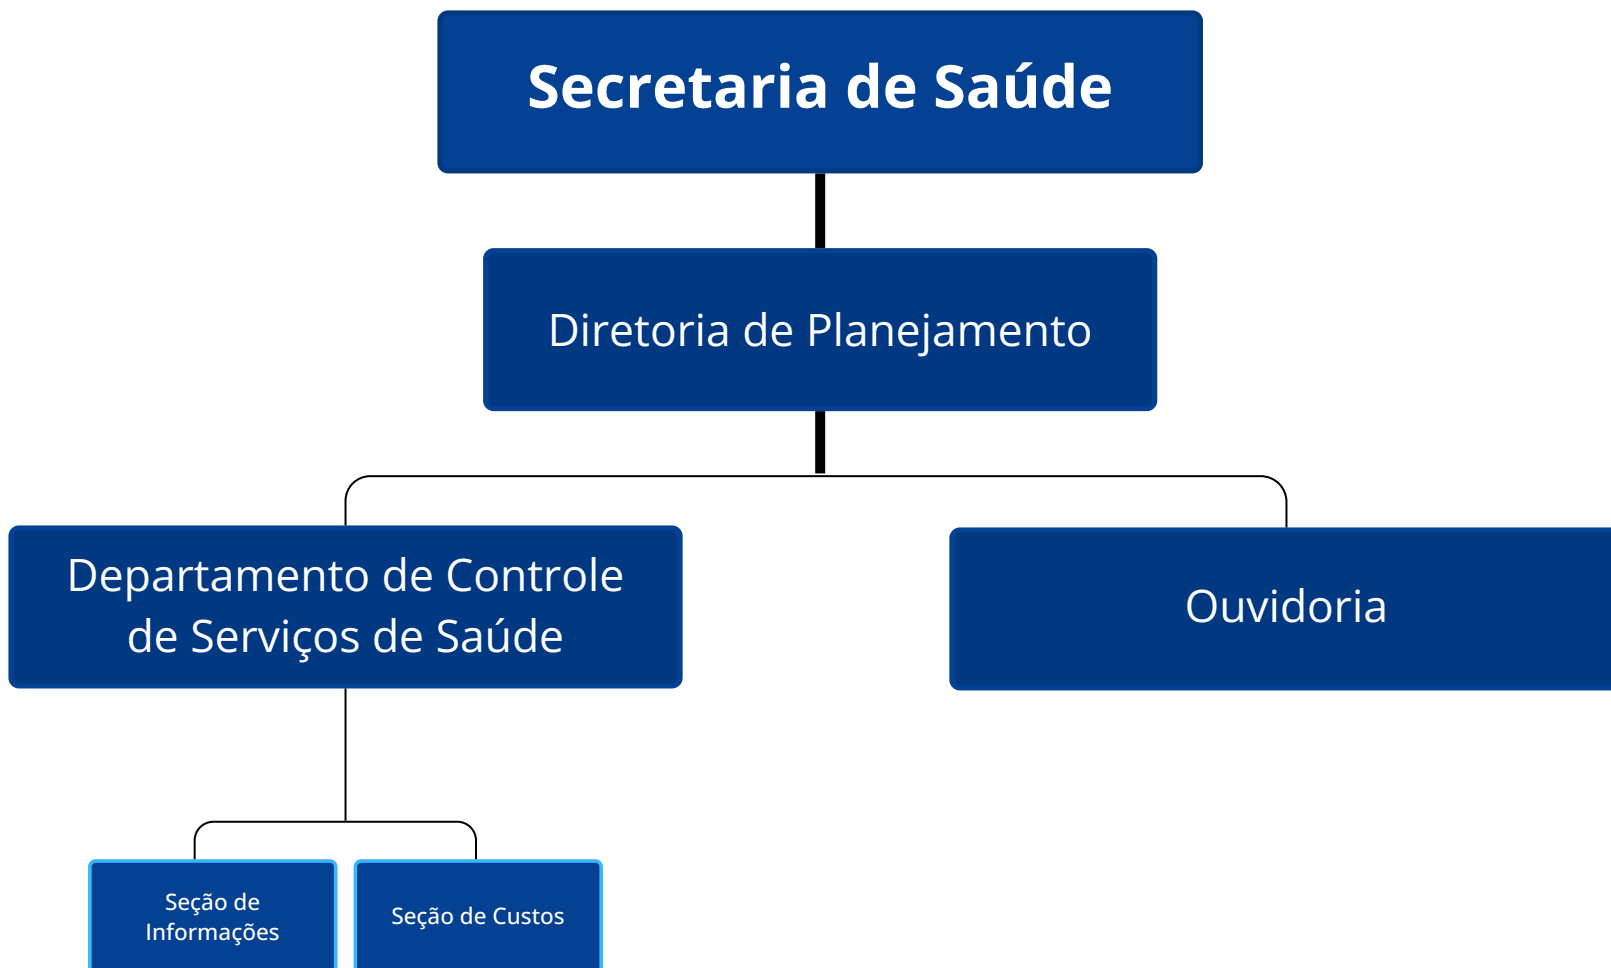 Secretaria de Saúde
Diretoria de Planejamento
Departamento de Controle
de Serviços de Saúde
Ouvidoria
Seção de
Informações
Seção de Custos